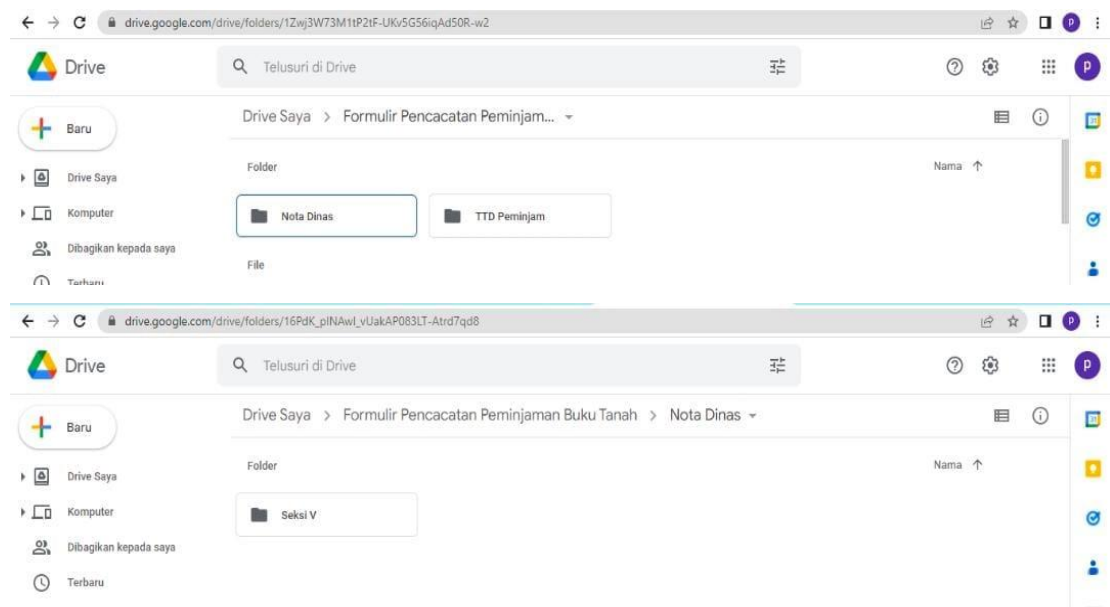 drive.google.com/drive/folders/1Zwj3W73M1tP2tF-UKv5G56iqAd50R-w2
P
Drive
Telusuri di Drive
P
Baru
Drive Saya > Formulir Pencacatan Peminjam...
Drive Saya
Folder
Nama
Komputer
Nota Dinas
TTD Peminjam
Dibagikan kepada saya
File
Terbaru
drive.google.com/drive/folders/16PdK_plNAwI_vUakAP083LT-Atrd7qd8
P
Drive
Telusuri di Drive
P
Baru
Drive Saya > Formulir Pencacatan Peminjaman Buku Tanah > Nota Dinas
Drive Saya
Folder
Nama
Komputer
Seksi V
Dibagikan kepada saya
Terbaru